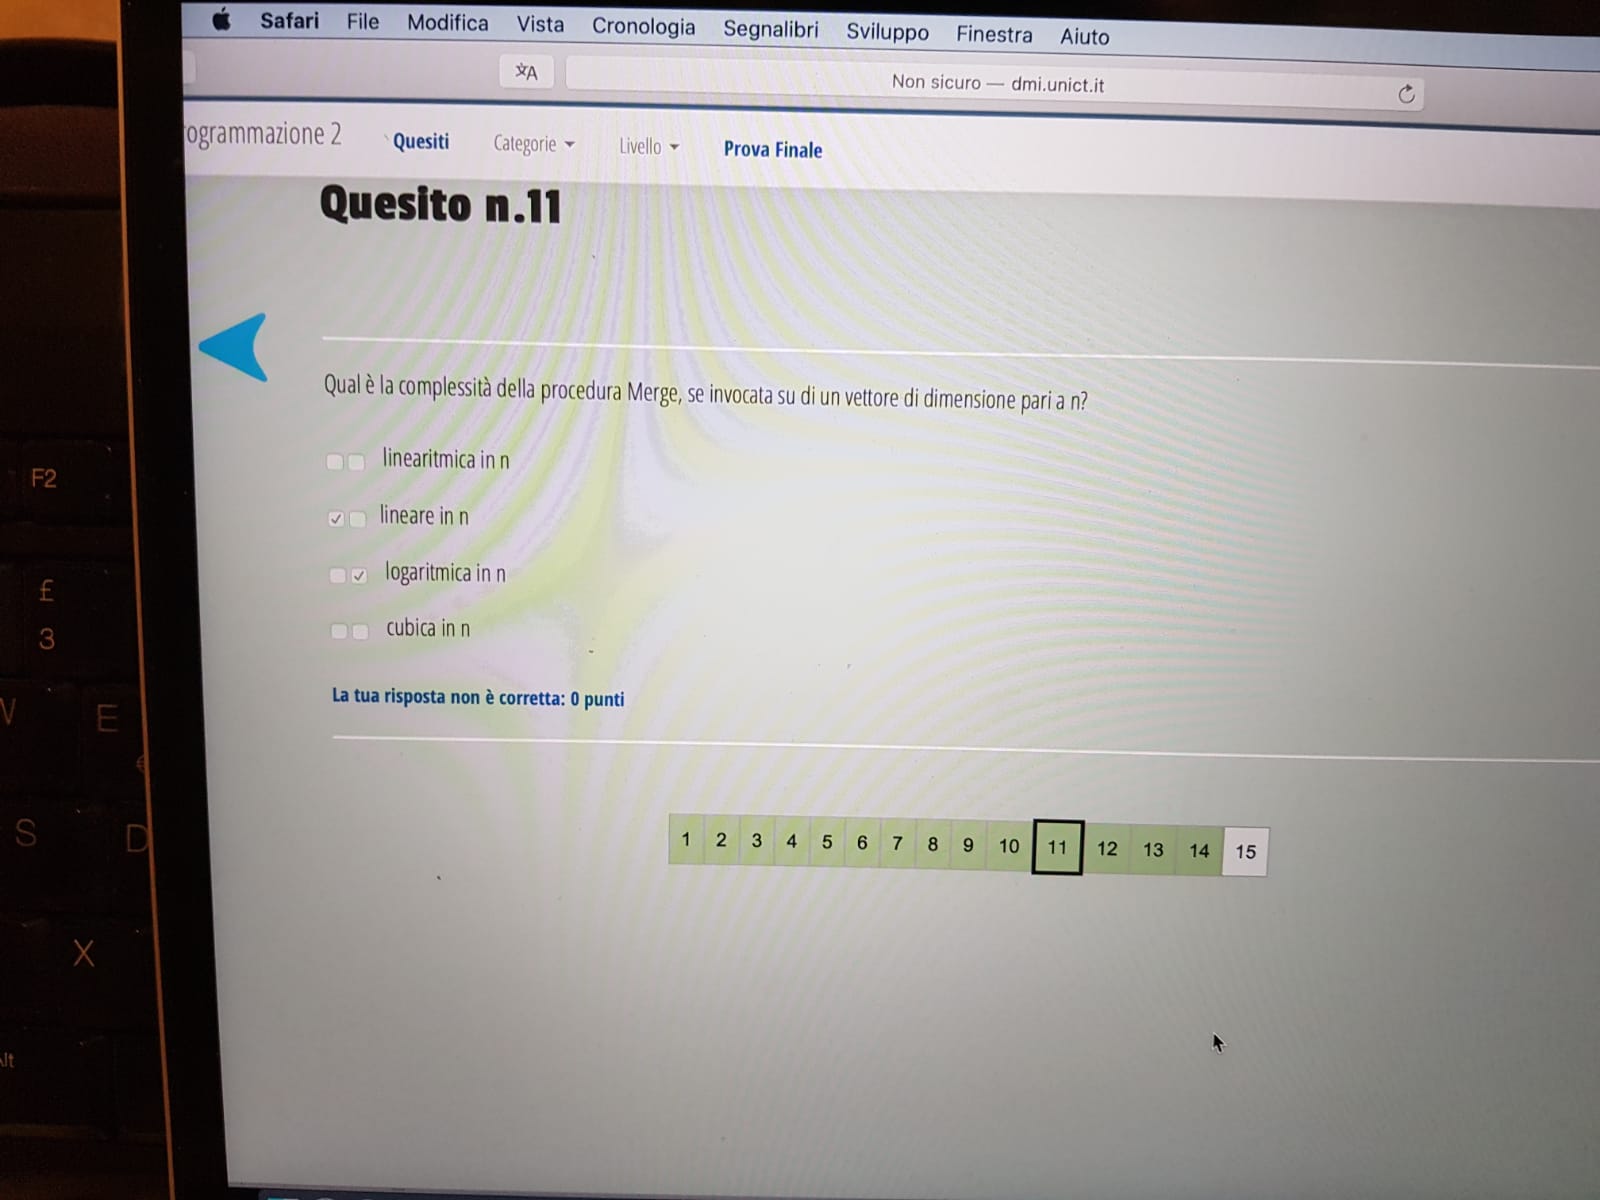 Safari File Modifica Vista Cronologia Segnalibri Sviluppo Finestra Aiuto
Non sicuro — dmi.unict.it
ogrammazione 2 Quesiti Categorie Livello Prova Finale
Quesito n.11
Qual è la complessità della procedura Merge, se invocata su di un vettore di dimensione pari a n?
linearitmica in n
lineare in n
logaritmica in n
cubica in n
La tua risposta non è corretta: 0 punti
1 2 3 4 5 6 7 8 9 10 11 12 13 14 15
F2
£
3
E
S D
X